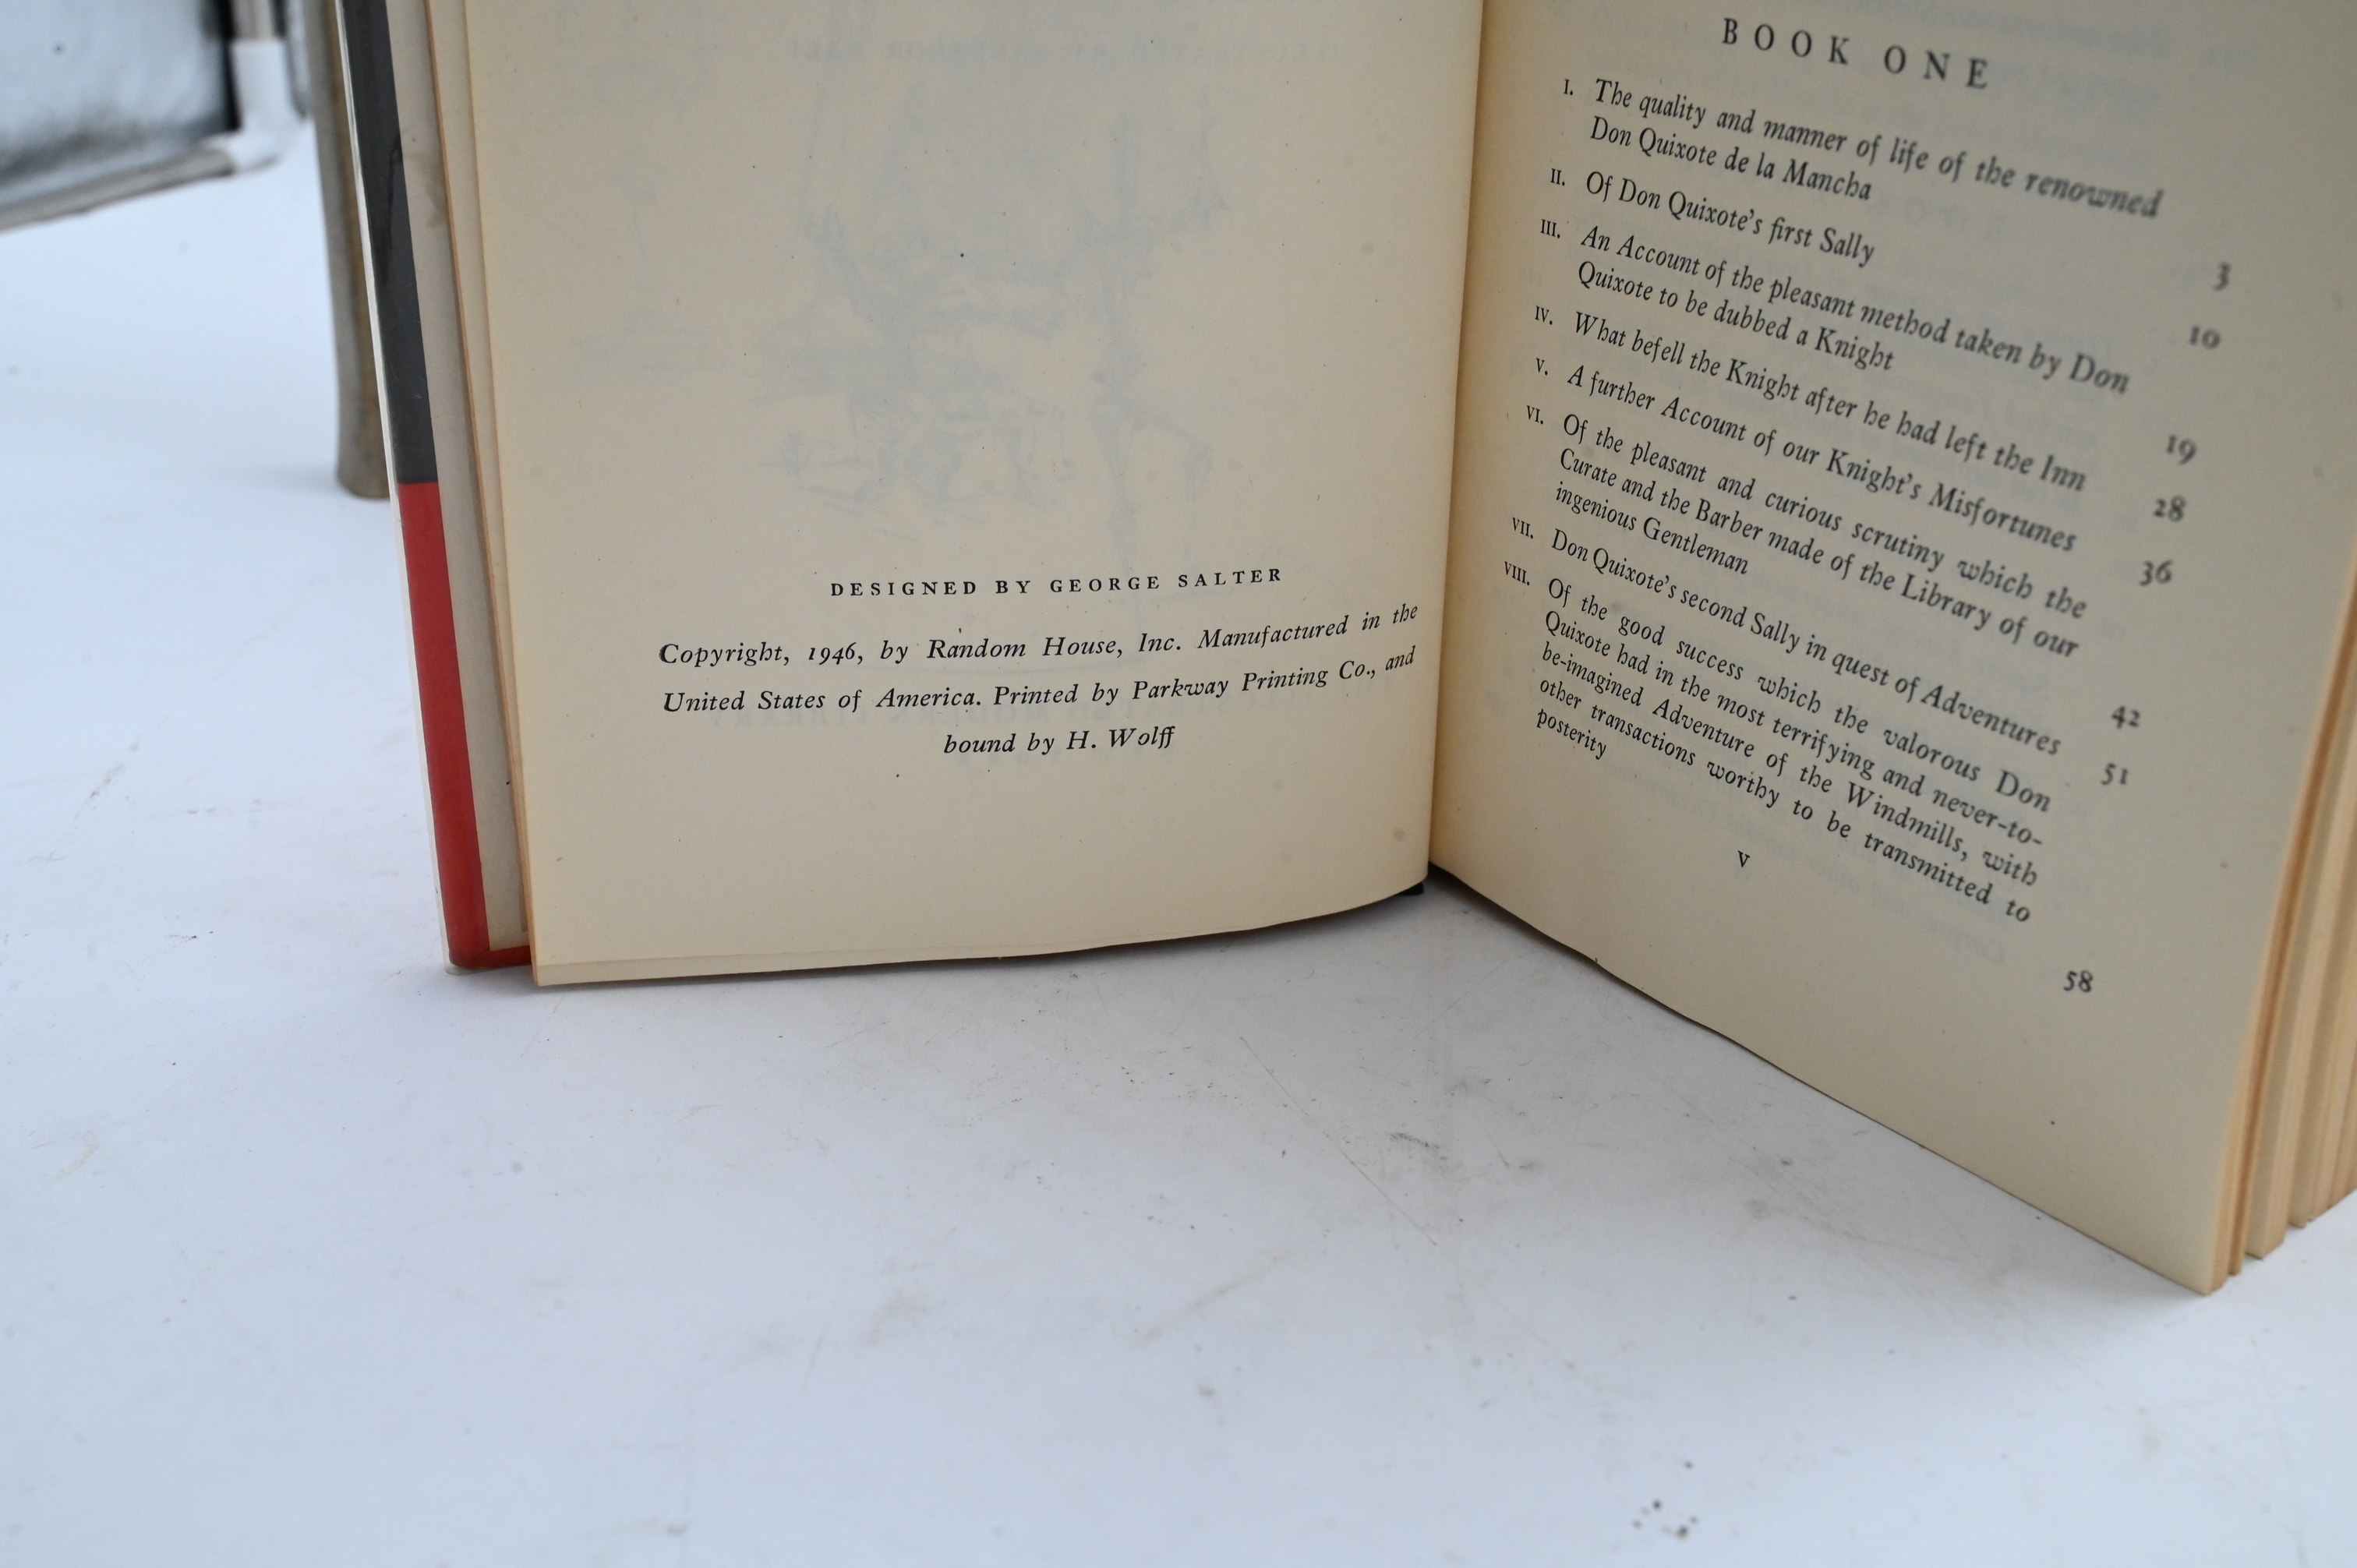 DESIGNED BY GEORGE SALTER
Copyright, 1946, by Random House, Inc. Manufactured in the
United States of America. Printed by Parkway Printing Co., and
bound by H. Wolff
BOOK ONE
I. The quality and manner of life of the renowned
Don Quixote de la Mancha 3
II. Of Don Quixote's first Sally 10
III. An Account of the pleasant method taken by Don
Quixote to be dubbed a Knight 19
IV. What befell the Knight after he had left the Inn 28
V. A further Account of our Knight's Misfortunes 36
VI. Of the pleasant and curious scrutiny which the
Curate and the Barber made of the Library of our
ingenious Gentleman 42
VII. Don Quixote's second Sally in quest of Adventures 51
VIII. Of the good success which the valorous Don
Quixote had in the most terrifying and never-to-
be-imagined Adventure of the Windmills, with
other transactions worthy to be transmitted to
posterity 58
v